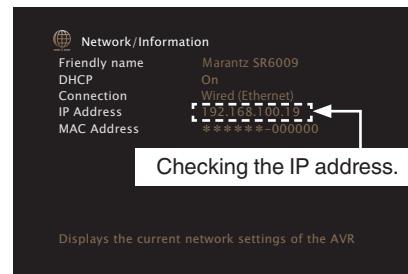 Network/Information
Friendly name Marantz SR6009
DHCP On
Connection Wired (Ethernet)
IP Address 192.168.100.19
MAC Address ******-000000
Checking the IP address.
Displays the current network settings of the AVR